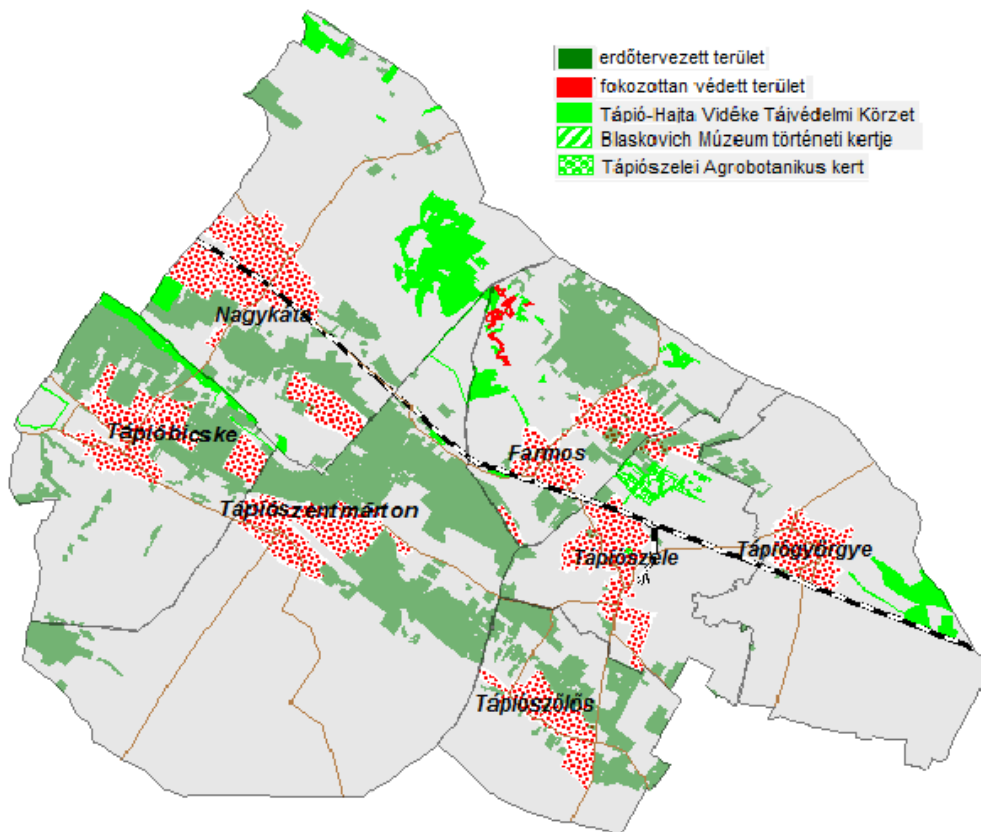 erdőtervezett terület
fokozottan védett terület
Tápió-Hajta Vidéke Tájvédelmi Körzet
Blaskovich Múzeum történeti kertje
Tápiószelei Agrobotanikus kert
Nagykáta
Tápióbicske
Farmos
Tápiószentmárton
Tápiószele
Tápiógyörgye
Tápiószőlős